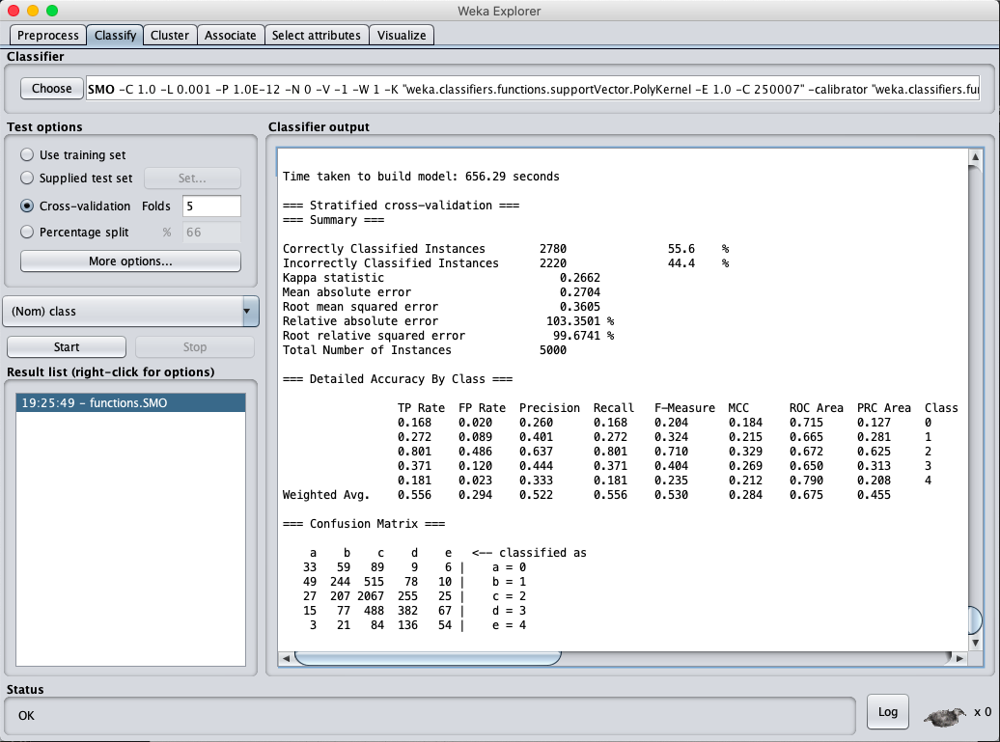 Weka Explorer
Preprocess Classify Cluster Associate Select attributes Visualize
Classifier
Choose SMO -C 1.0 -L 0.001 -P 1.0E-12 -N 0 -V -1 -W 1 -K "weka.classifiers.functions.supportVector.PolyKernel -E 1.0 -C 250007" -calibrator "weka.classifiers.fu
Test options
Use training set
Supplied test set Set...
Cross-validation Folds 5
Percentage split % 66
More options...
(Nom) class
Start Stop
Result list (right-click for options)
19:25:49 - functions.SMO
Classifier output
Time taken to build model: 656.29 seconds
=== Stratified cross-validation ===
=== Summary ===
Correctly Classified Instances 2780 55.6 %
Incorrectly Classified Instances 2220 44.4 %
Kappa statistic 0.2662
Mean absolute error 0.2704
Root mean squared error 0.3605
Relative absolute error 103.3501 %
Root relative squared error 99.6741 %
Total Number of Instances 5000
=== Detailed Accuracy By Class ===
TP Rate FP Rate Precision Recall F-Measure MCC ROC Area PRC Area Class
0.168 0.020 0.260 0.168 0.204 0.184 0.715 0.127 0
0.272 0.089 0.401 0.272 0.324 0.215 0.665 0.281 1
0.801 0.486 0.637 0.801 0.710 0.329 0.672 0.625 2
0.371 0.120 0.444 0.371 0.404 0.269 0.650 0.313 3
0.181 0.023 0.333 0.181 0.235 0.212 0.790 0.208 4
Weighted Avg. 0.556 0.294 0.522 0.556 0.530 0.284 0.675 0.455
=== Confusion Matrix ===
a b c d e <-- classified as
33 59 89 9 6 | a = 0
49 244 515 78 10 | b = 1
27 207 2067 255 25 | c = 2
15 77 488 382 67 | d = 3
3 21 84 136 54 | e = 4
Status
OK
Log x 0